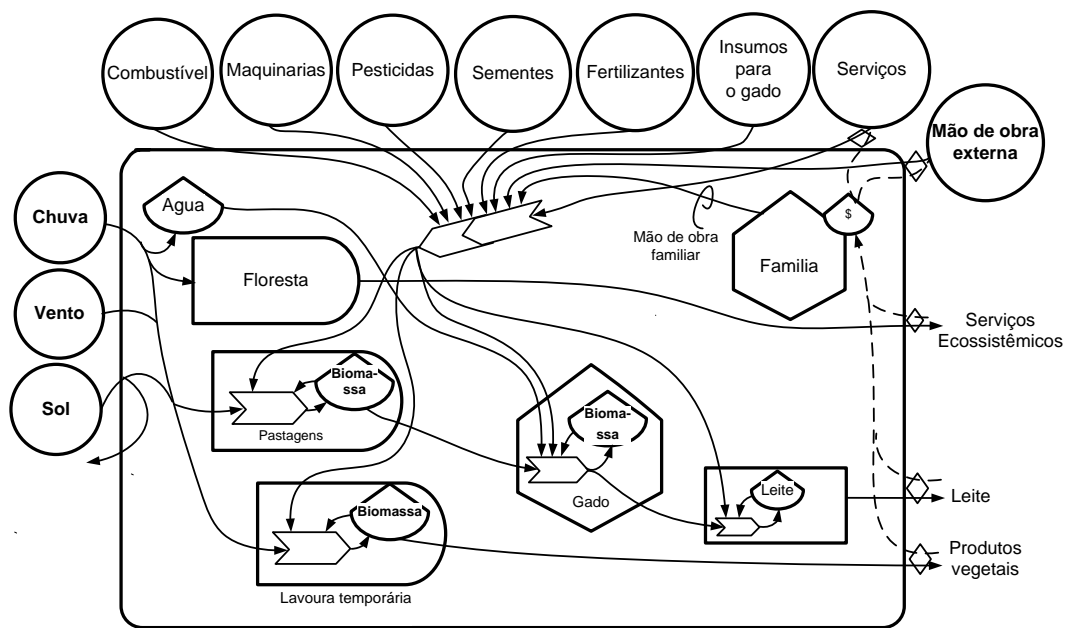 Combustível
Maquinarias
Pesticidas
Sementes
Fertilizantes
Insumos
para
o gado
Serviços
Mão de obra
externa
Chuva
Agua
$
Mão de obra
familiar
Familia
Floresta
Vento
Serviços
Ecossistêmicos
Bioma-
ssa
Sol
Pastagens
Bioma-
ssa
Gado
Leite
Leite
Biomassa
Produtos
vegetais
Lavoura temporária